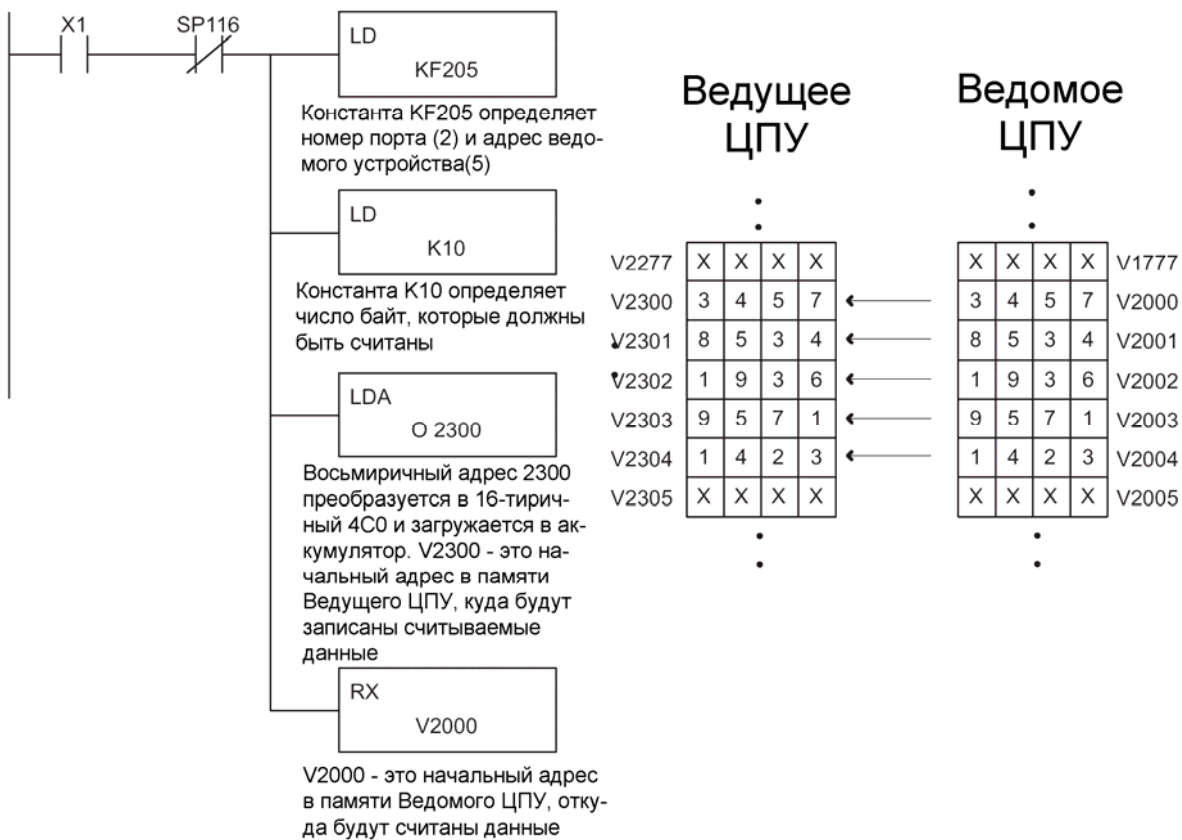 X1 SP116
LD
KF205
Константа KF205 определяет
номер порта (2) и адрес ведо-
мого устройства(5)
LD
K10
Константа K10 определяет
число байт, которые должны
быть считаны
LDA
O 2300
Восьмиричный адрес 2300
преобразуется в 16-тирич-
ный 4C0 и загружается в ак-
кумулятор. V2300 - это на-
чальный адрес в памяти
Ведущего ЦПУ, куда будут
записаны считываемые
данные
RX
V2000
V2000 - это начальный адрес
в памяти Ведомого ЦПУ, отку-
да будут считаны данные
Ведущее
ЦПУ
V2277 X X X X
V2300 3 4 5 7
V2301 8 5 3 4
V2302 1 9 3 6
V2303 9 5 7 1
V2304 1 4 2 3
V2305 X X X X
Ведомое
ЦПУ
X X X X V1777
3 4 5 7 V2000
8 5 3 4 V2001
1 9 3 6 V2002
9 5 7 1 V2003
1 4 2 3 V2004
X X X X V2005